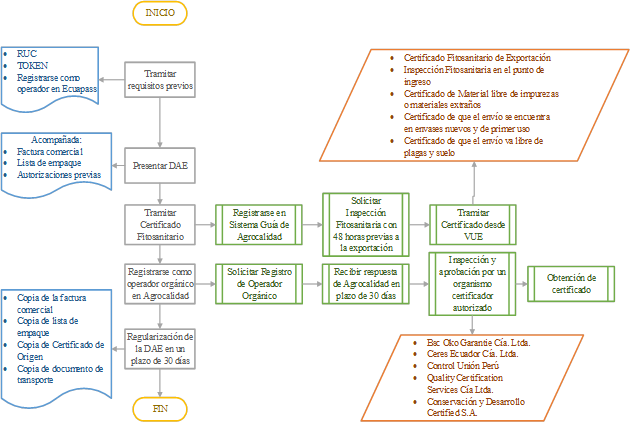 INICIO
RUC
TOKEN
Registrarse como
operador en Ecuapass
Tramitar
requisitos previos
Certificado Fitosanitario de Exportación
Inspección Fitosanitaria en el punto de
ingreso
Certificado de Material libre de impurezas
o materiales extraños
Certificado de que el envío se encuentra
en envases nuevos y de primer uso
Certificado de que el envío va libre de
plagas y suelo
Acompañada:
Factura comercial
Lista de empaque
Autorizaciones previas
Presentar DAE
Tramitar
Certificado
Fitosanitario
Registrarse en
Sistema Guía de
Agrocalidad
Solicitar
Inspección
Fitosanitaria con
48 horas previas a
la exportación
Tramitar
Certificado desde
VUE
Registrarse como
operador orgánico en
Agrocalidad
Solicitar Registro
de Operador
Orgánico
Recibir respuesta
de Agrocalidad en
plazo de 30 días
Inspección y
aprobación por un
organismo
certificador
autorizado
Obtención de
certificado
Copia de la factura
comercial
Copia de lista de
empaque
Copia de Certificado de
Origen
Copia de documento de
transporte
Regularización de
la DAE en un
plazo de 30 días
Bsc Oko Garantie Cía. Ltda.
Ceres Ecuador Cía. Ltda.
Control Unión Perú
Quality Certification
Services Cía Ltda.
Conservación y Desarrollo
Certified S.A.
FIN